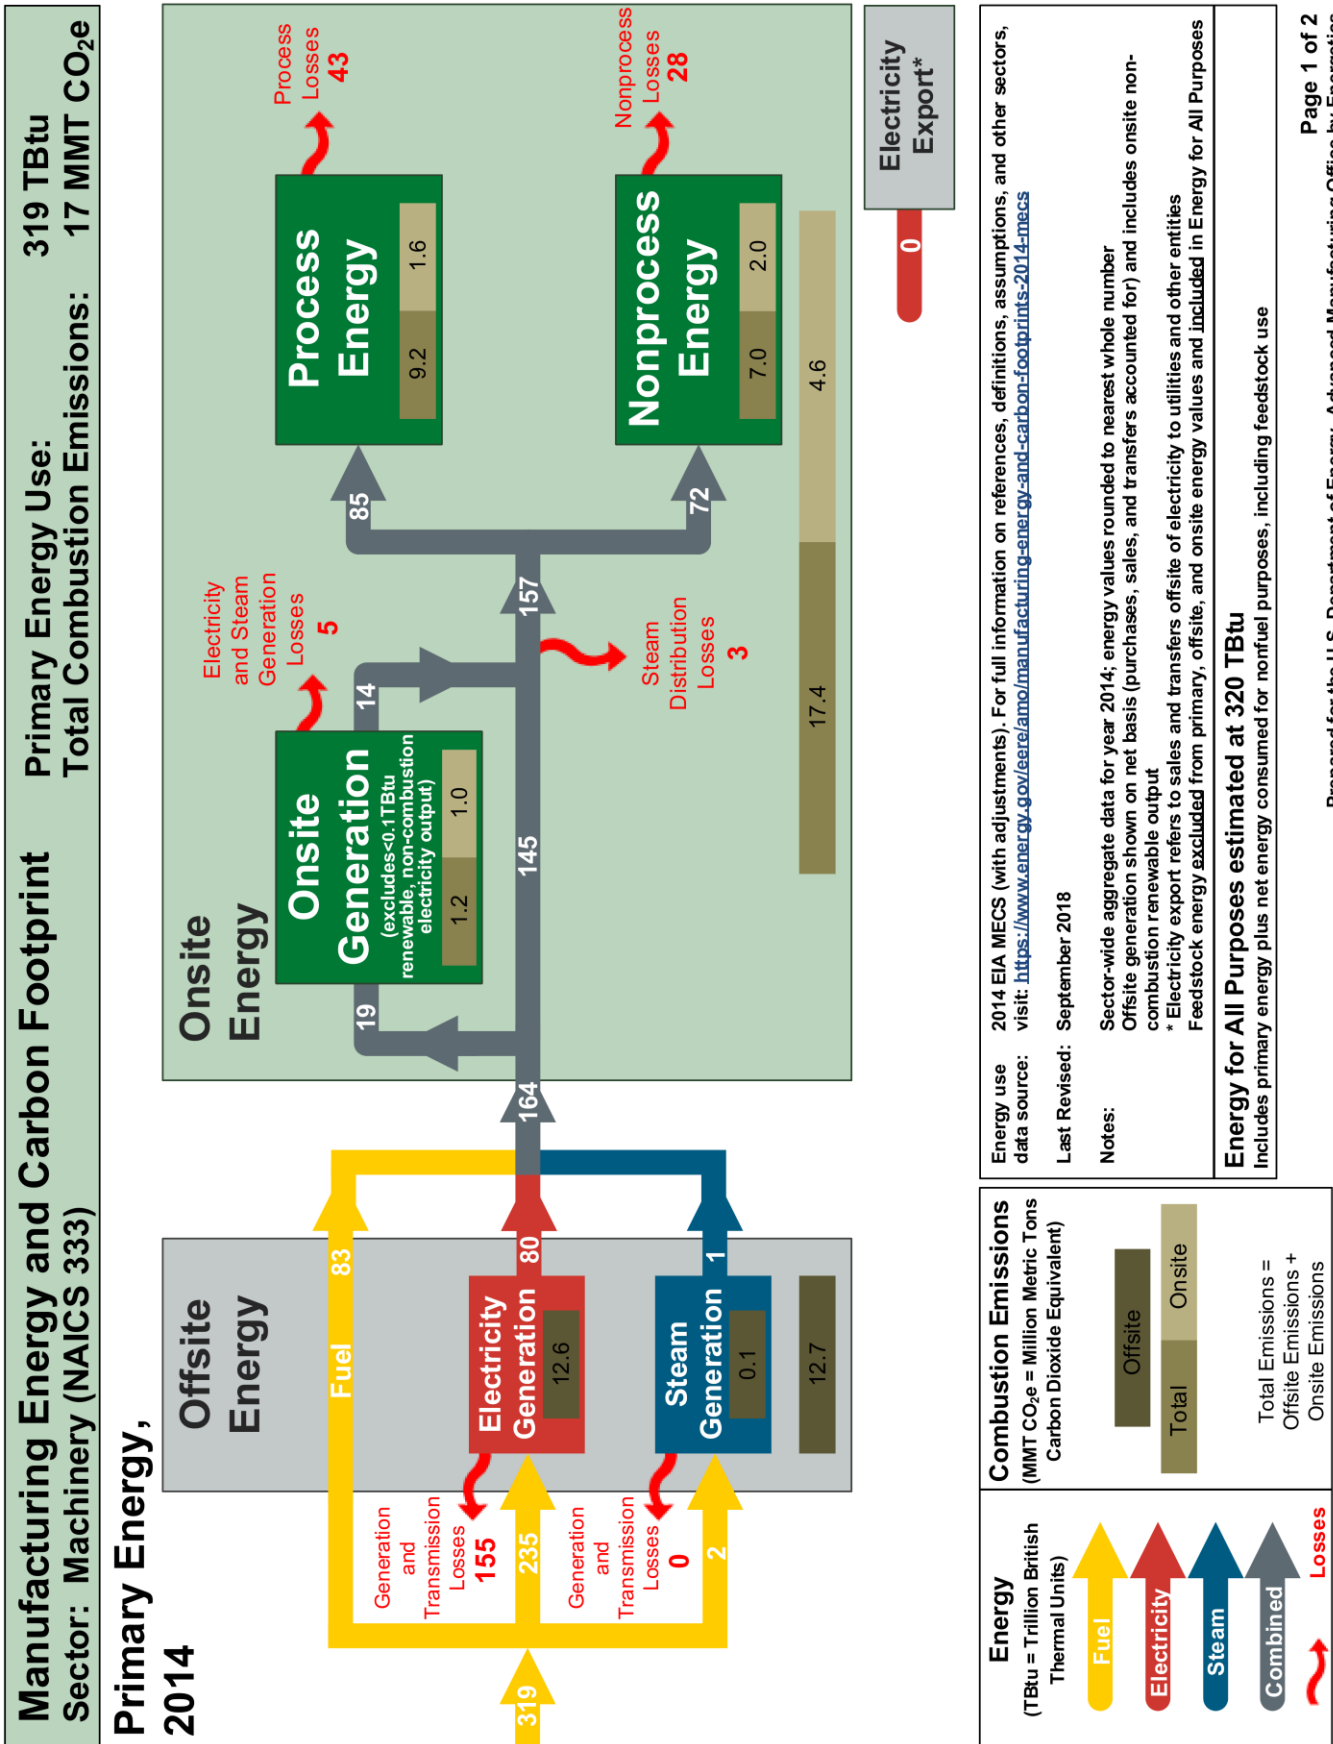 Manufacturing Energy and Carbon Footprint
Sector: Machinery (NAICS 333)
Primary Energy Use: 319 TBtu
Total Combustion Emissions: 17 MMT CO₂e
Primary Energy,
2014
319
Fuel 83
Generation
and
Transmission
Losses
155
235
Generation
and
Transmission
Losses
0
2
Offsite
Energy
Electricity
Generation
12.6
80
Steam
Generation
0.1
1
12.7
164
Onsite
Energy
19
Onsite
Generation
(excludes<0.1TBtu
renewable, non-combustion
electricity output)
1.2 1.0
Electricity
and Steam
Generation
Losses
5
14
145
157
Steam
Distribution
Losses
3
85
72
Process
Energy
9.2 1.6
Process
Losses
43
Nonprocess
Energy
7.0 2.0
Nonprocess
Losses
28
17.4 4.6
0
Electricity
Export*
Energy
(TBtu = Trillion British
Thermal Units)
Fuel
Electricity
Steam
Combined
Losses
Combustion Emissions
(MMT CO₂e = Million Metric Tons
Carbon Dioxide Equivalent)
Offsite
Total Onsite
Total Emissions =
Offsite Emissions +
Onsite Emissions
Energy use 2014 EIA MECS (with adjustments). For full information on references, definitions, assumptions, and other sectors,
data source: visit: https://www.energy.gov/eere/amo/manufacturing-energy-and-carbon-footprints-2014-mecs
Last Revised: September 2018
Notes: Sector-wide aggregate data for year 2014; energy values rounded to nearest whole number
Offsite generation shown on net basis (purchases, sales, and transfers accounted for) and includes onsite non-
combustion renewable output
* Electricity export refers to sales and transfers offsite of electricity to utilities and other entities
Feedstock energy excluded from primary, offsite, and onsite energy values and included in Energy for All Purposes
Energy for All Purposes estimated at 320 TBtu
Includes primary energy plus net energy consumed for nonfuel purposes, including feedstock use
Page 1 of 2
Prepared for the U.S. Department of Energy, Advanced Manufacturing Office by Energetics